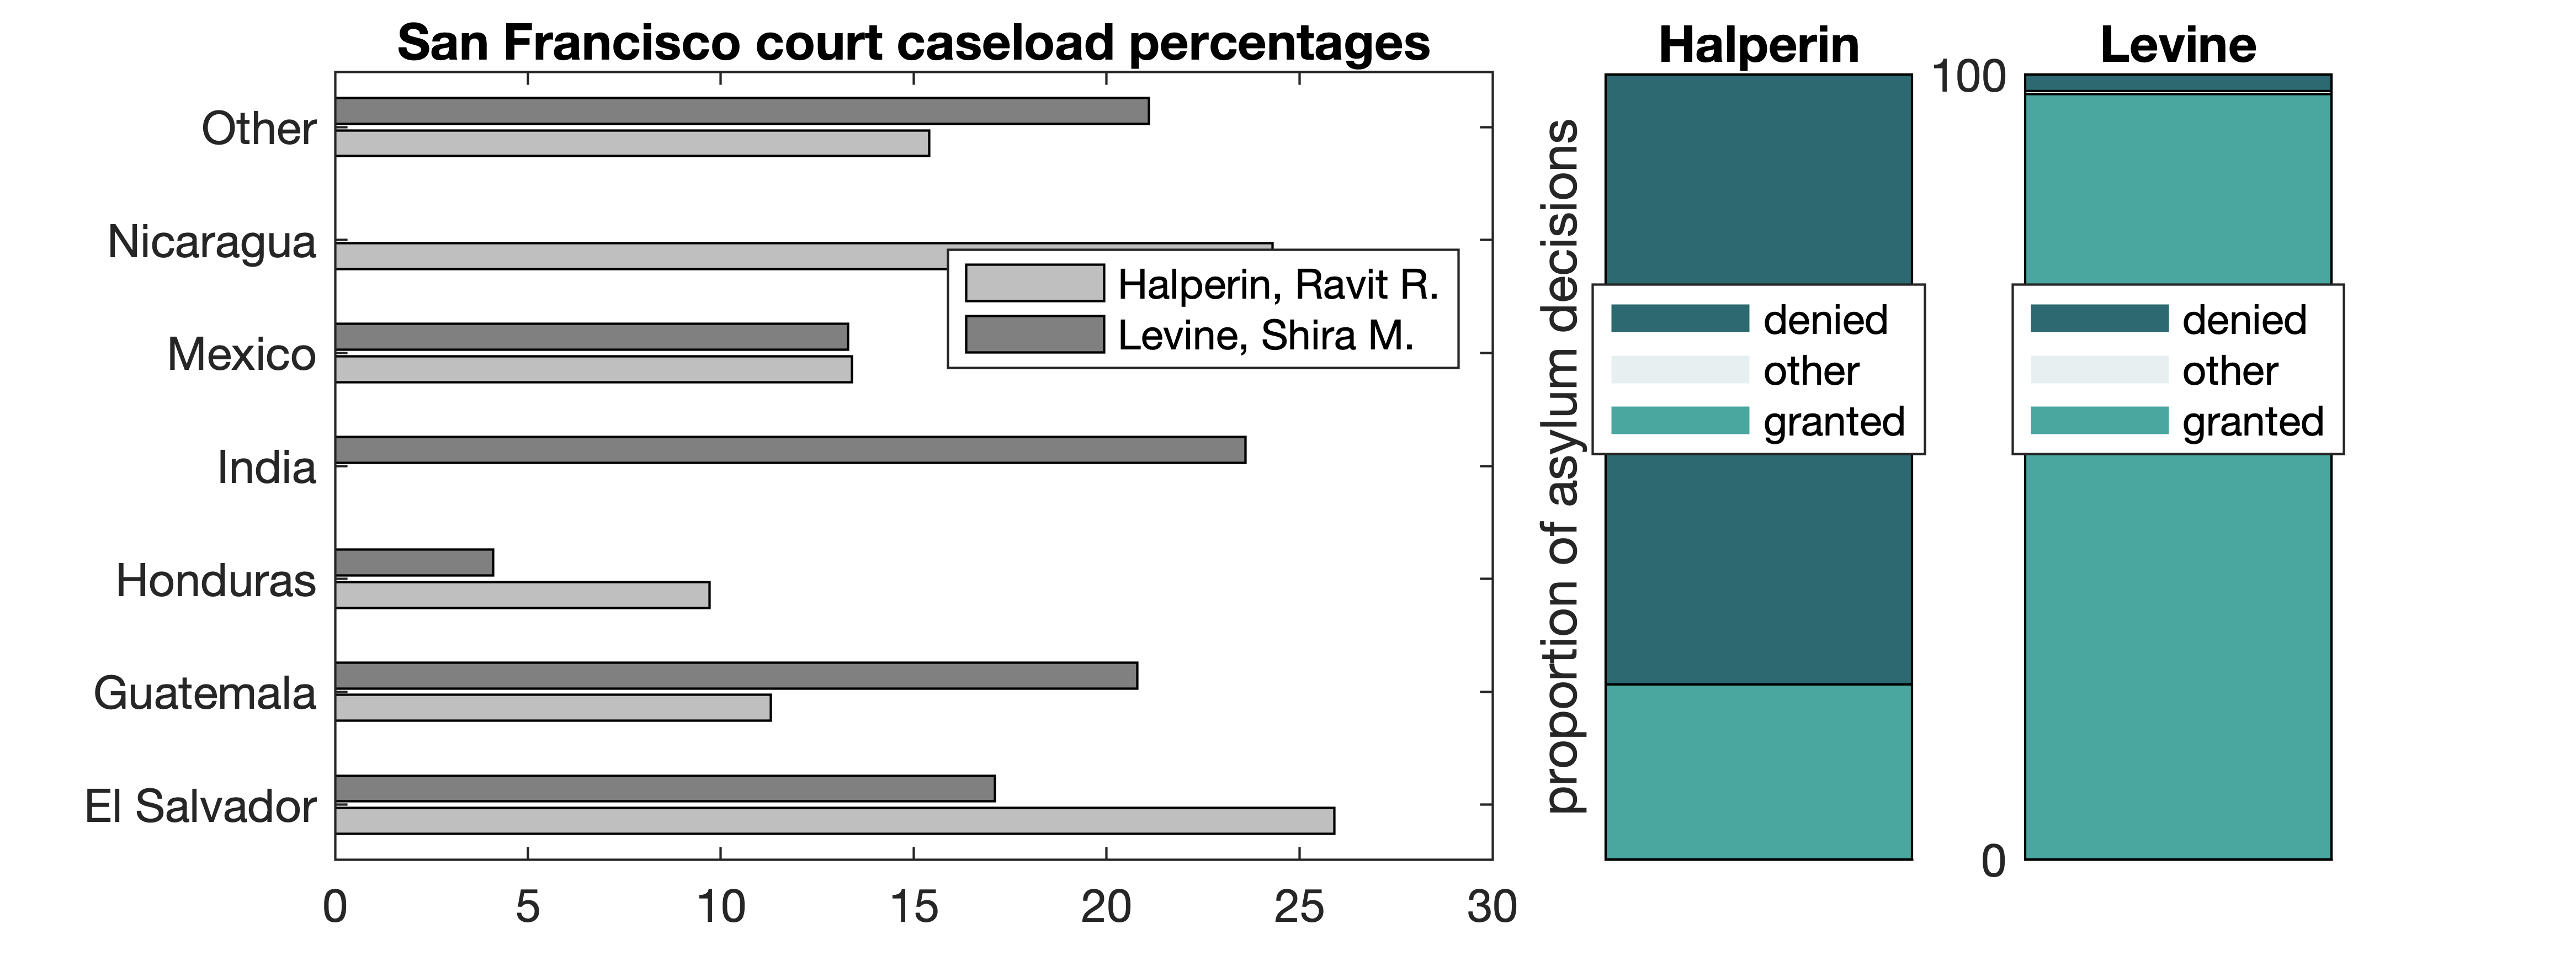 San Francisco court caseload percentages
Other
Nicaragua
Mexico
India
Honduras
Guatemala
El Salvador
0 5 10 15 20 25 30
Halperin, Ravit R.
Levine, Shira M.
proportion of asylum decisions
Halperin
denied
other
granted
Levine
100
0
denied
other
granted